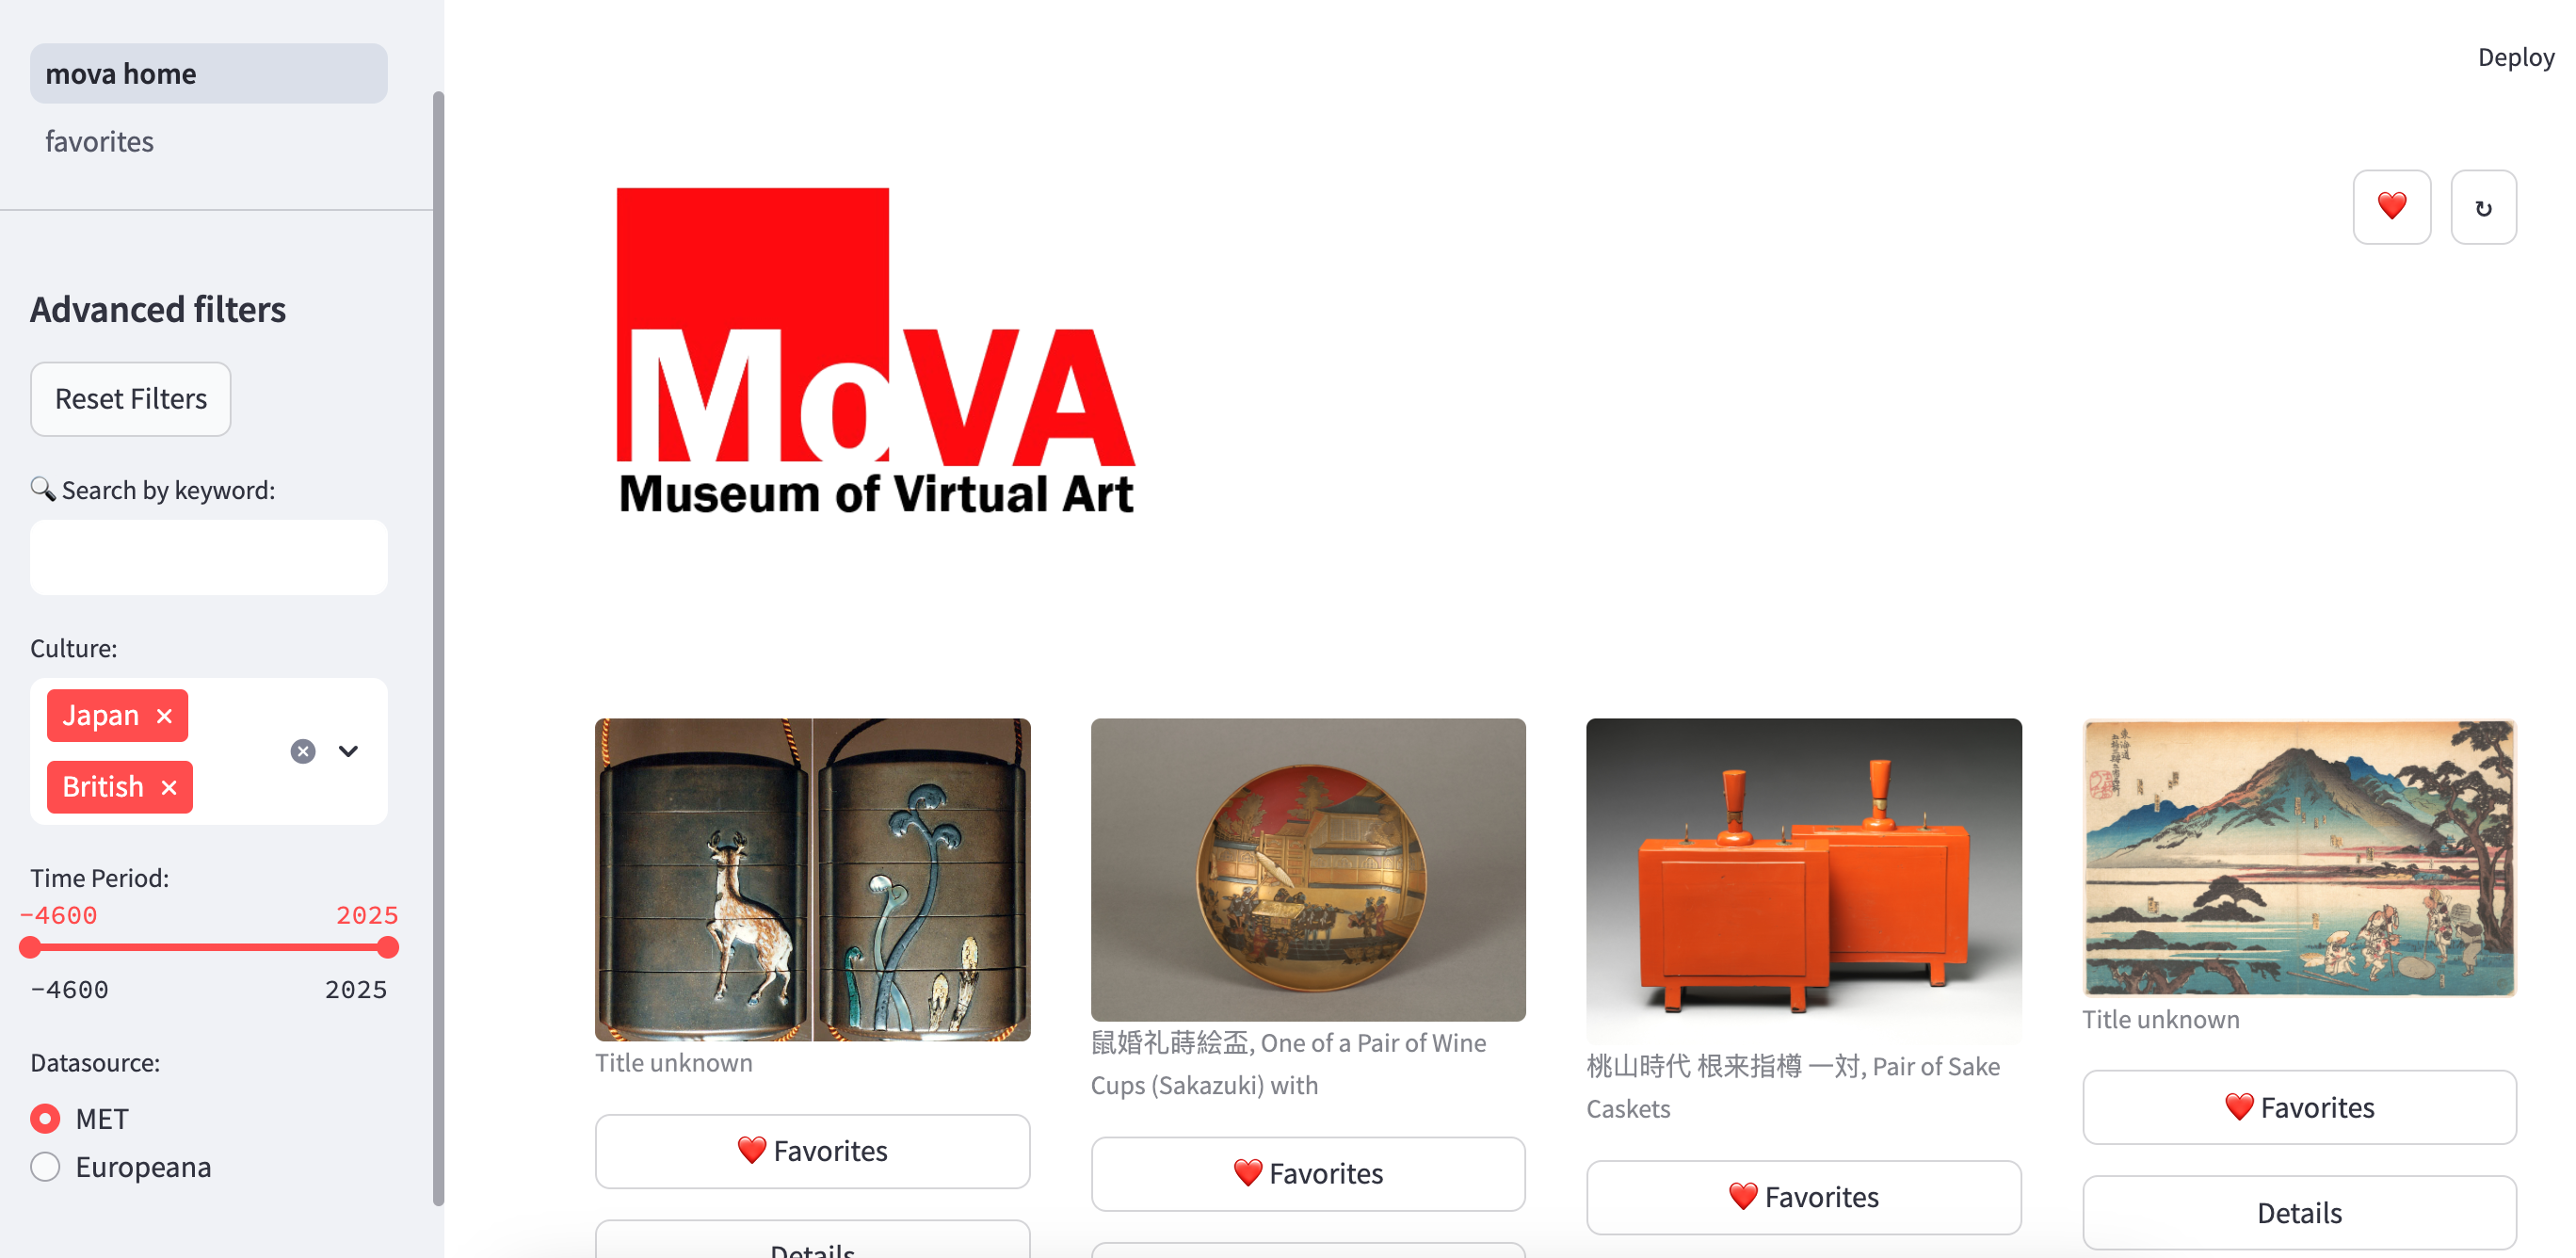 mova home
favorites
Advanced filters
Reset Filters
🔍 Search by keyword:
Culture:
Japan ×
British ×
Time Period:
-4600 2025
-4600 2025
Datasource:
MET
Europeana
Deploy
❤️ ↻
MoVA
Museum of Virtual Art
Title unknown
❤️ Favorites
Details
鼠婚礼蒔絵盃, One of a Pair of Wine
Cups (Sakazuki) with
❤️ Favorites
桃山時代 根来指樽 一対, Pair of Sake
Caskets
❤️ Favorites
Title unknown
❤️ Favorites
Details